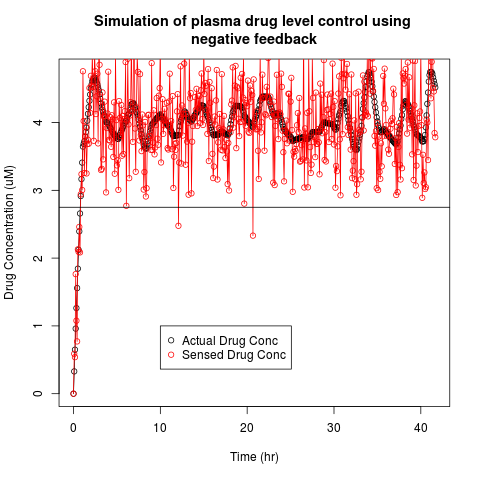 Simulation of plasma drug level control using
negative feedback
Drug Concentration (uM)
4
3
2
1
0
Actual Drug Conc
Sensed Drug Conc
0 10 20 30 40
Time (hr)